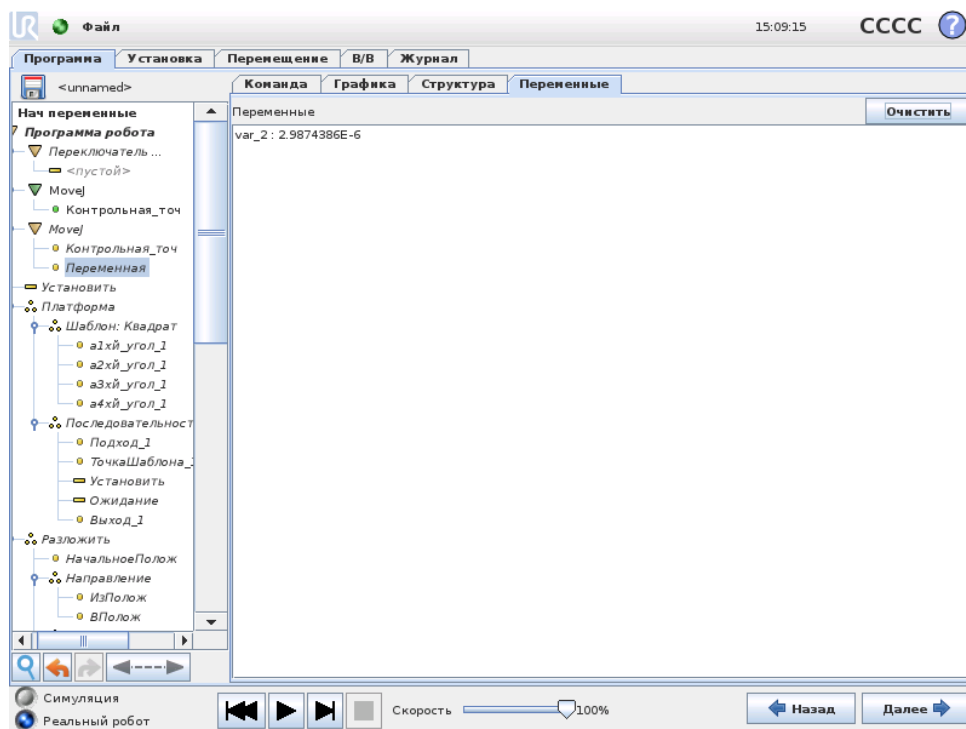 UR Файл 15:09:15 CCCC ?
Программа Установка Перемещение В/В Журнал
<unnamed> Команда Графика Структура Переменные
Нач переменные Переменные Очистить
Программа робота var_2 : 2.9874386E-6
Переключатель ...
<пустой>
MoveJ
Контрольная_точ
MoveJ
Контрольная_точ
Переменная
Установить
Платформа
Шаблон: Квадрат
а1хй_угол_1
а2хй_угол_1
а3хй_угол_1
а4хй_угол_1
Последовательност
Подход_1
ТочкаШаблона_1
Установить
Ожидание
Выход_1
Разложить
НачальноеПолож
Направление
ИзПолож
ВПолож
Симуляция
Реальный робот
Скорость 100% Назад Далее